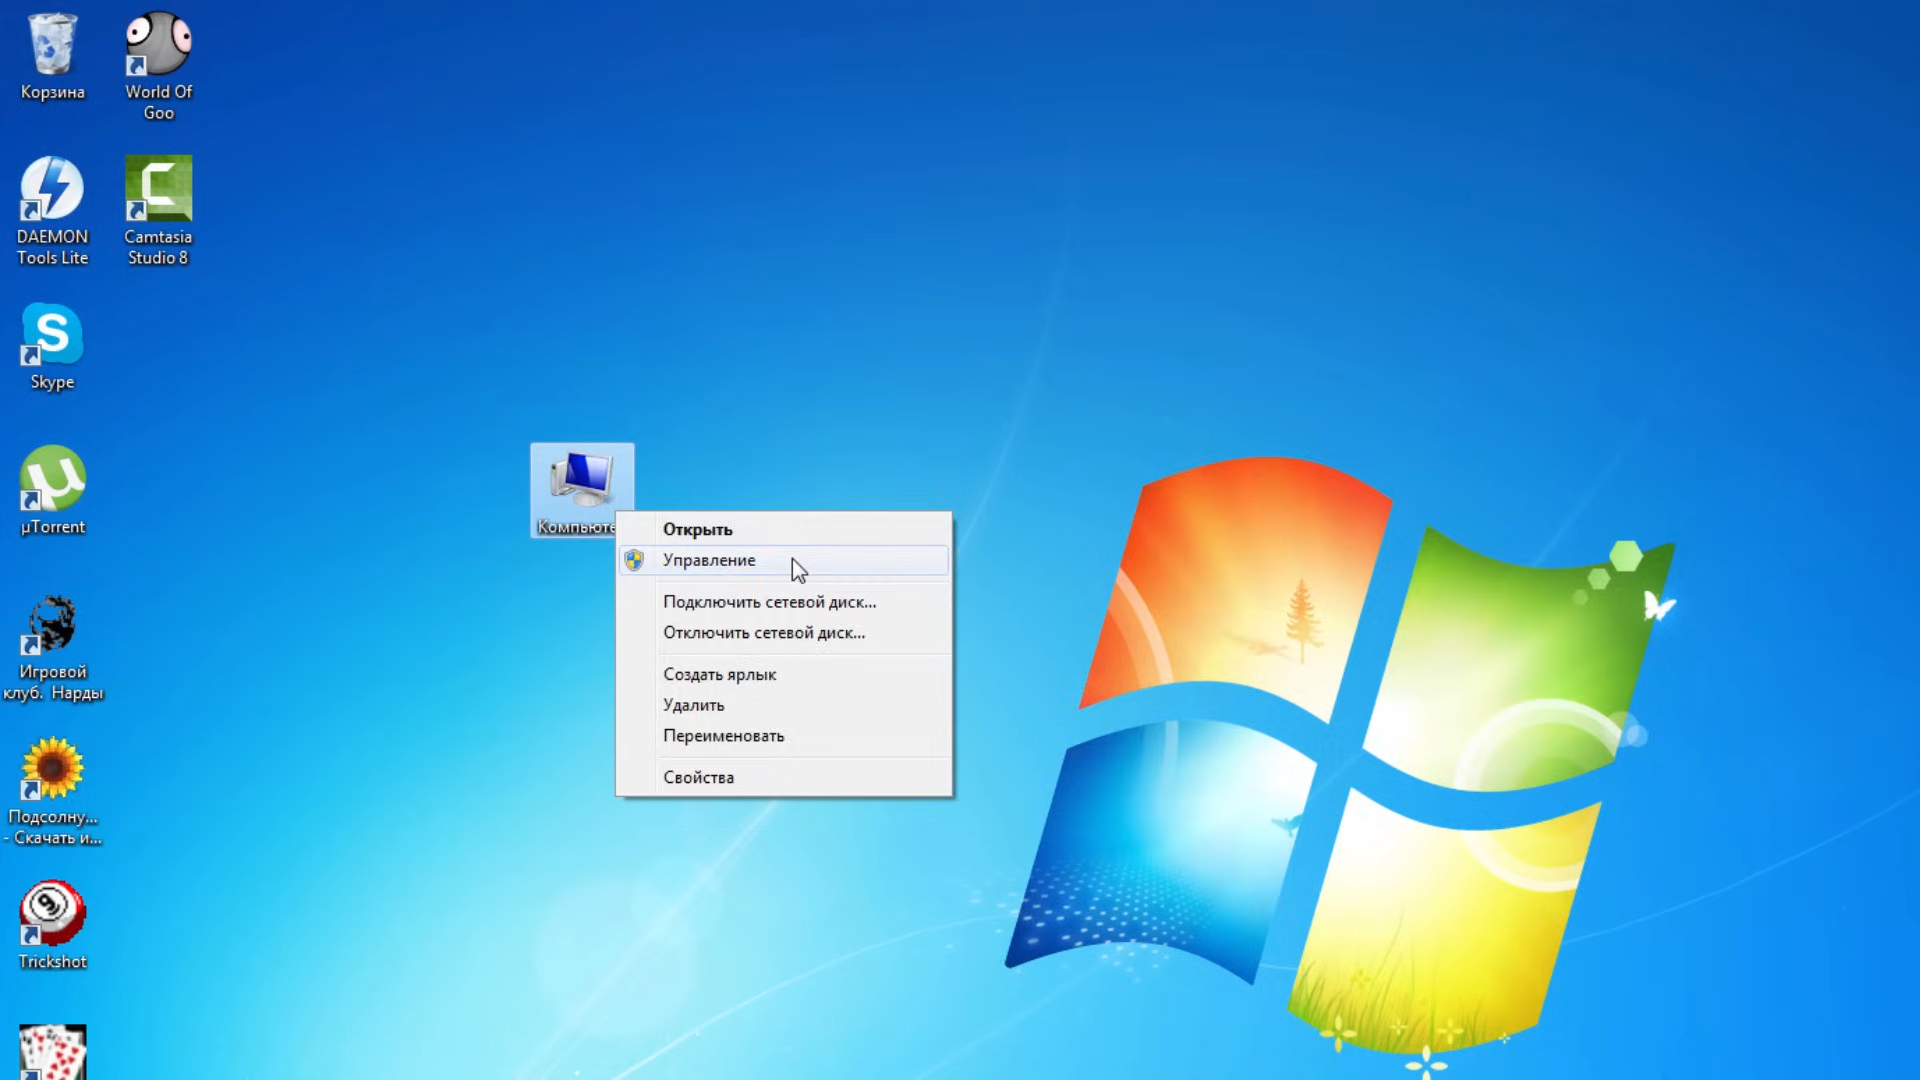 Корзина
World Of
Goo
DAEMON
Tools Lite
Camtasia
Studio 8
S
Skype
µ
µTorrent
Игровой
клуб. Нарды
Подсолну...
- Скачать и...
9
Trickshot
Компьюте
Открыть
Управление
Подключить сетевой диск...
Отключить сетевой диск...
Создать ярлык
Удалить
Переименовать
Свойства